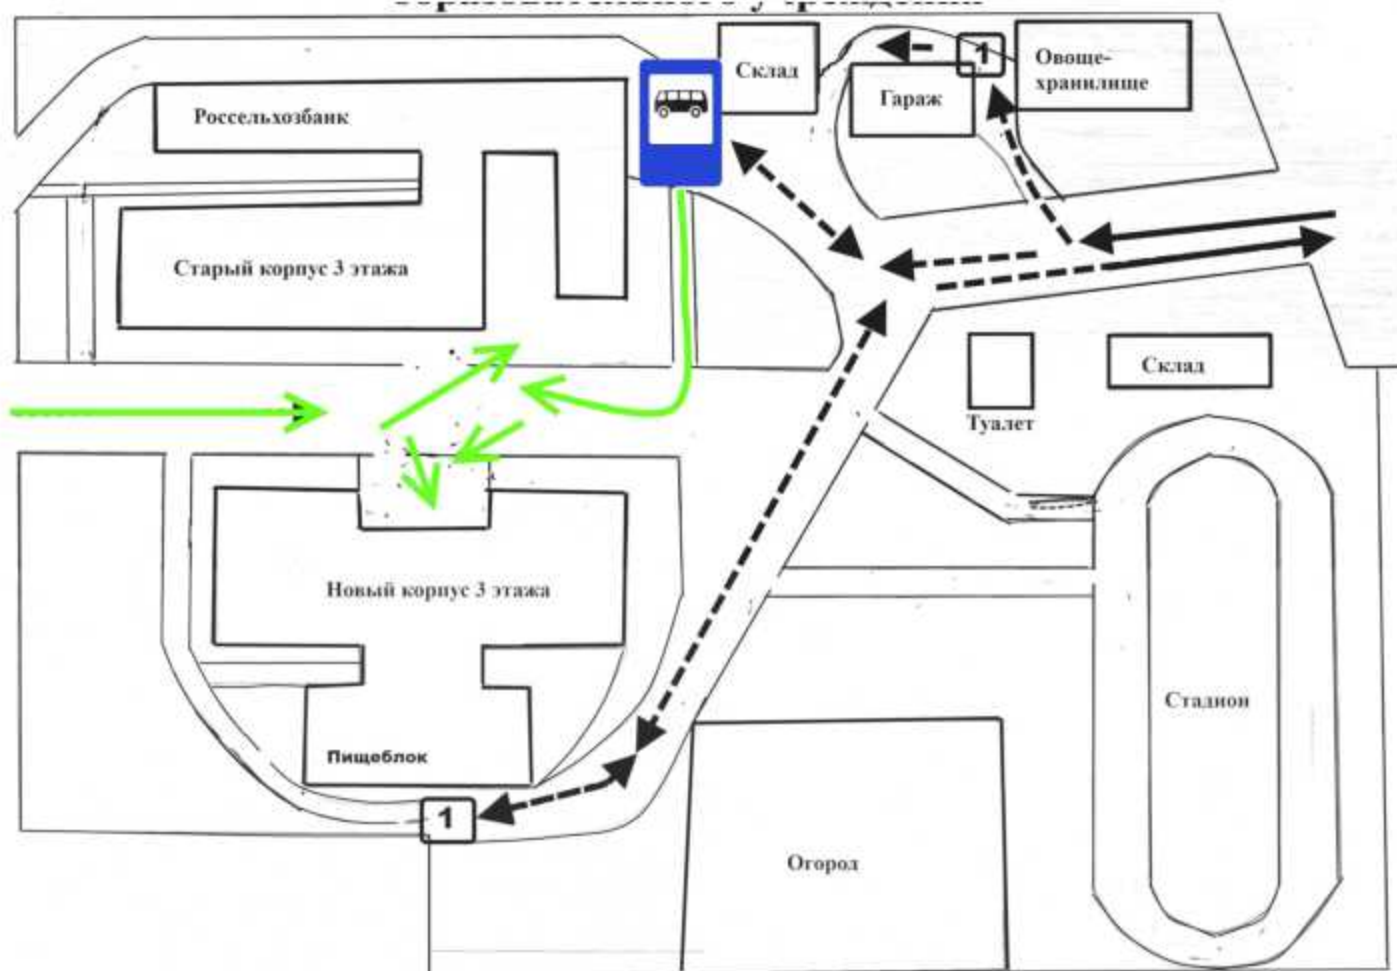 Склад
1
Овоще-
хранилище
Гараж
Россельхозбанк
Старый корпус 3 этажа
Склад
Туалет
Новый корпус 3 этажа
Стадион
Пищеблок
1
Огород